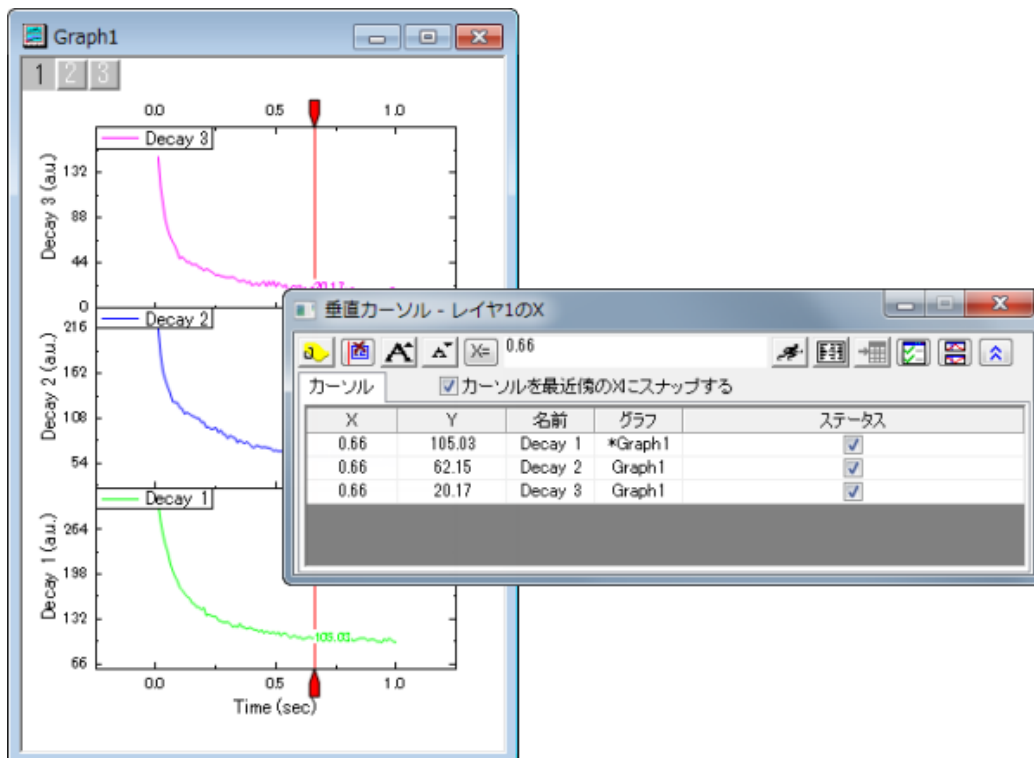 Graph1
1 2 3
0.0 0.5 1.0
Decay 3
Decay 3 (a.u.)
132
88
44
0
20.17
Decay 2
Decay 2 (a.u.)
216
162
108
54
Decay 1
Decay 1 (a.u.)
264
198
132
66
105.03
0.0 0.5 1.0
Time (sec)
垂直カーソル - レイヤ1のX
X= 0.66
カーソル カーソルを最近傍のXにスナップする
X Y 名前 グラフ ステータス
0.66 105.03 Decay 1 *Graph1
0.66 62.15 Decay 2 Graph1
0.66 20.17 Decay 3 Graph1